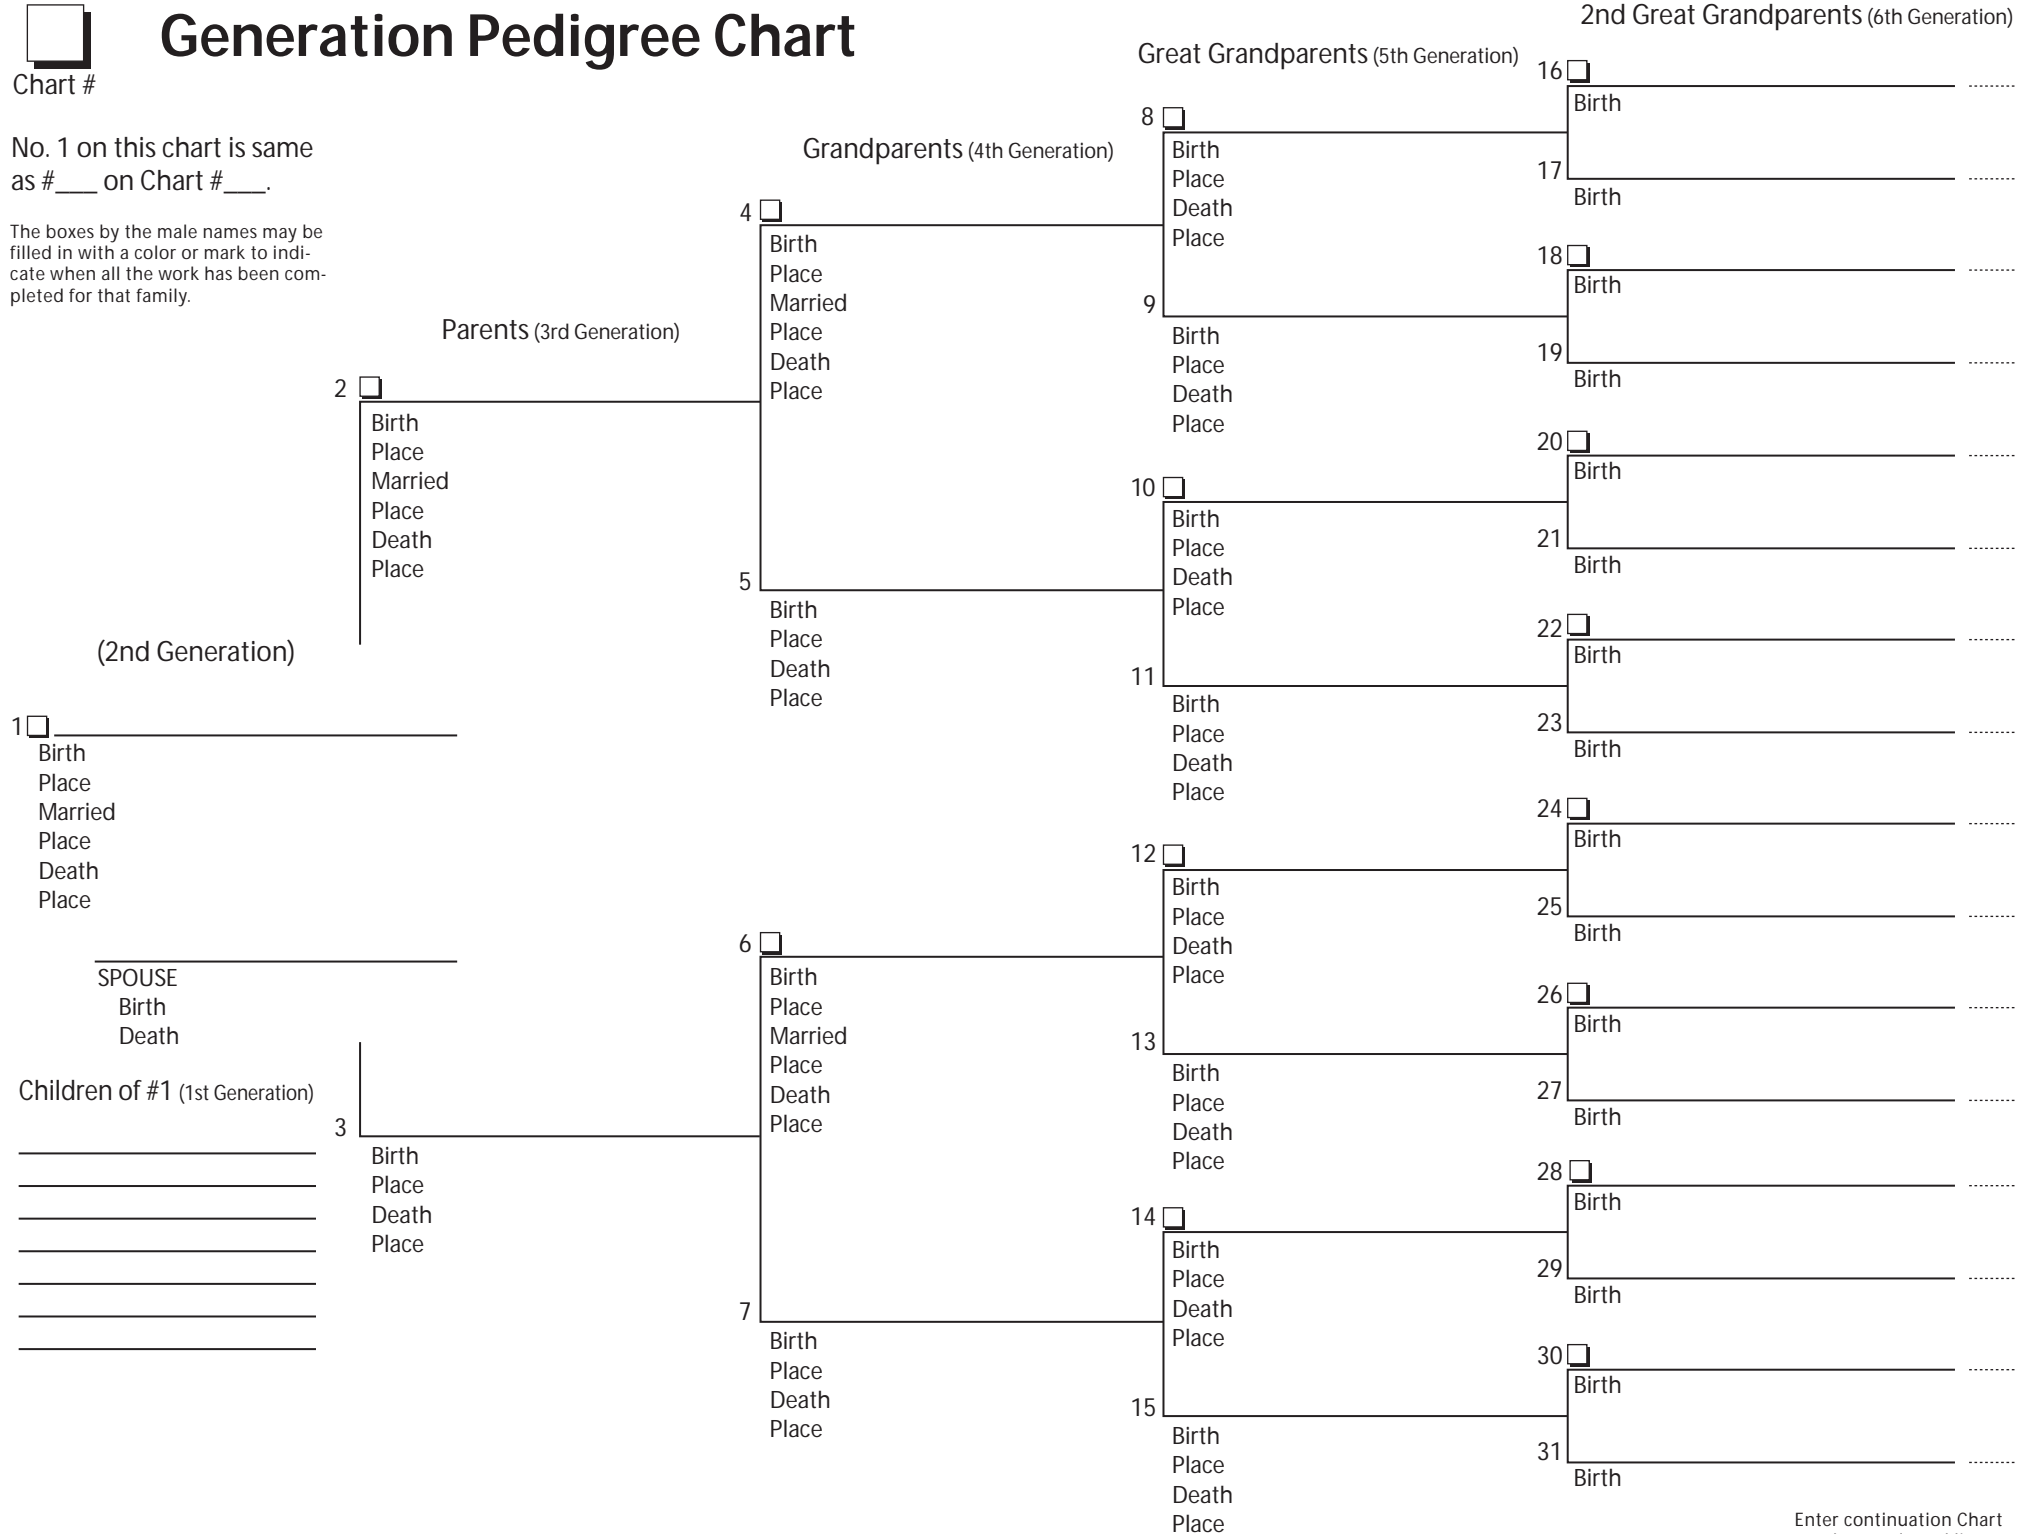 Generation Pedigree Chart
Chart #
No. 1 on this chart is same
as #___ on Chart #___.
The boxes by the male names may be
filled in with a color or mark to indi-
cate when all the work has been com-
pleted for that family.
(2nd Generation)
1
Birth
Place
Married
Place
Death
Place
SPOUSE
Birth
Death
Children of #1 (1st Generation)
Parents (3rd Generation)
2
Birth
Place
Married
Place
Death
Place
3
Birth
Place
Death
Place
Grandparents (4th Generation)
4
Birth
Place
Married
Place
Death
Place
5
Birth
Place
Death
Place
6
Birth
Place
Married
Place
Death
Place
7
Birth
Place
Death
Place
Great Grandparents (5th Generation)
8
Birth
Place
Death
Place
9
Birth
Place
Death
Place
10
Birth
Place
Death
Place
11
Birth
Place
Death
Place
12
Birth
Place
Death
Place
13
Birth
Place
Death
Place
14
Birth
Place
Death
Place
15
Birth
Place
Death
Place
2nd Great Grandparents (6th Generation)
16
Birth
17
Birth
18
Birth
19
Birth
20
Birth
21
Birth
22
Birth
23
Birth
24
Birth
25
Birth
26
Birth
27
Birth
28
Birth
29
Birth
30
Birth
31
Birth
Enter continuation Chart